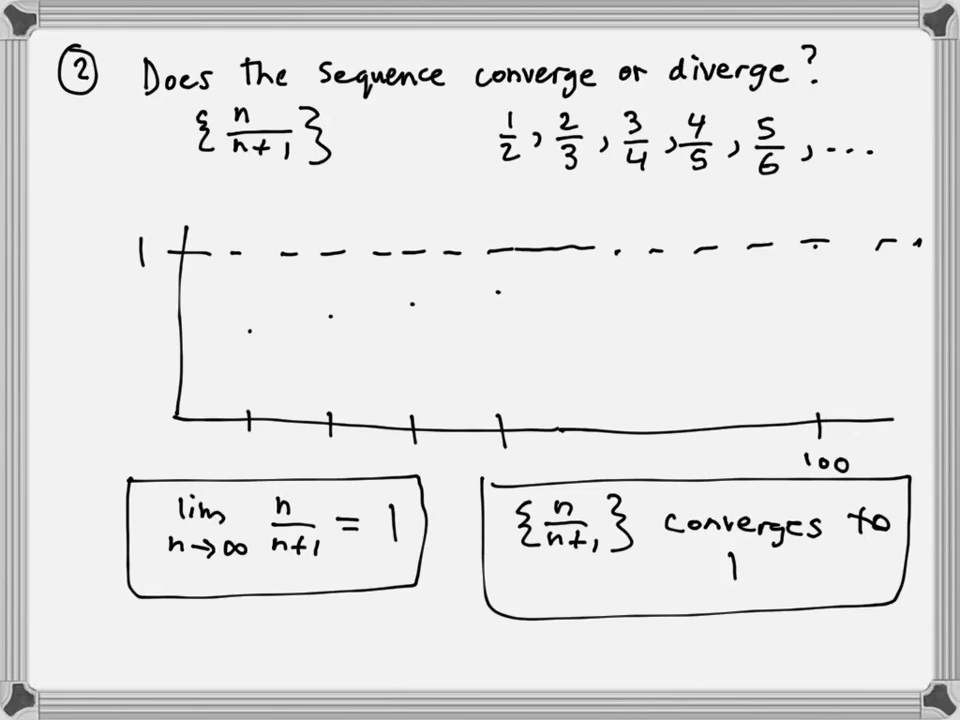 ② Does the sequence converge or diverge?
{n/(n+1)} 1/2, 2/3, 3/4, 4/5, 5/6, ...
1
100
lim n→∞ n/(n+1) = 1
{n/(n+1)} converges to
1